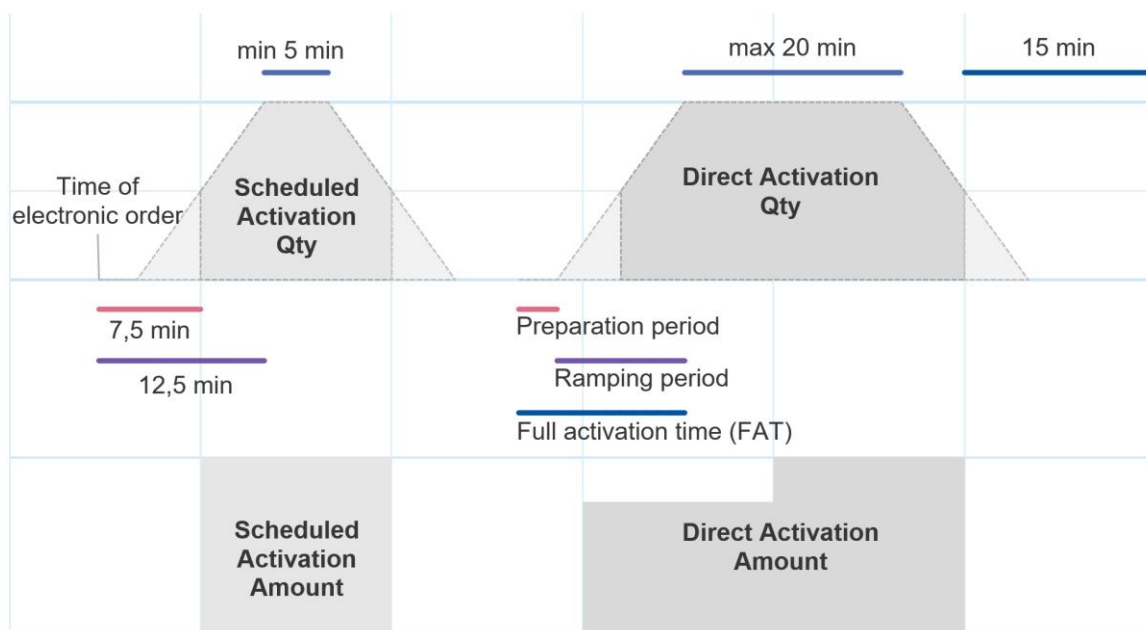 min 5 min
max 20 min
15 min
Time of
electronic order
Scheduled
Activation
Qty
Direct Activation
Qty
7,5 min
12,5 min
Preparation period
Ramping period
Full activation time (FAT)
Scheduled
Activation
Amount
Direct Activation
Amount